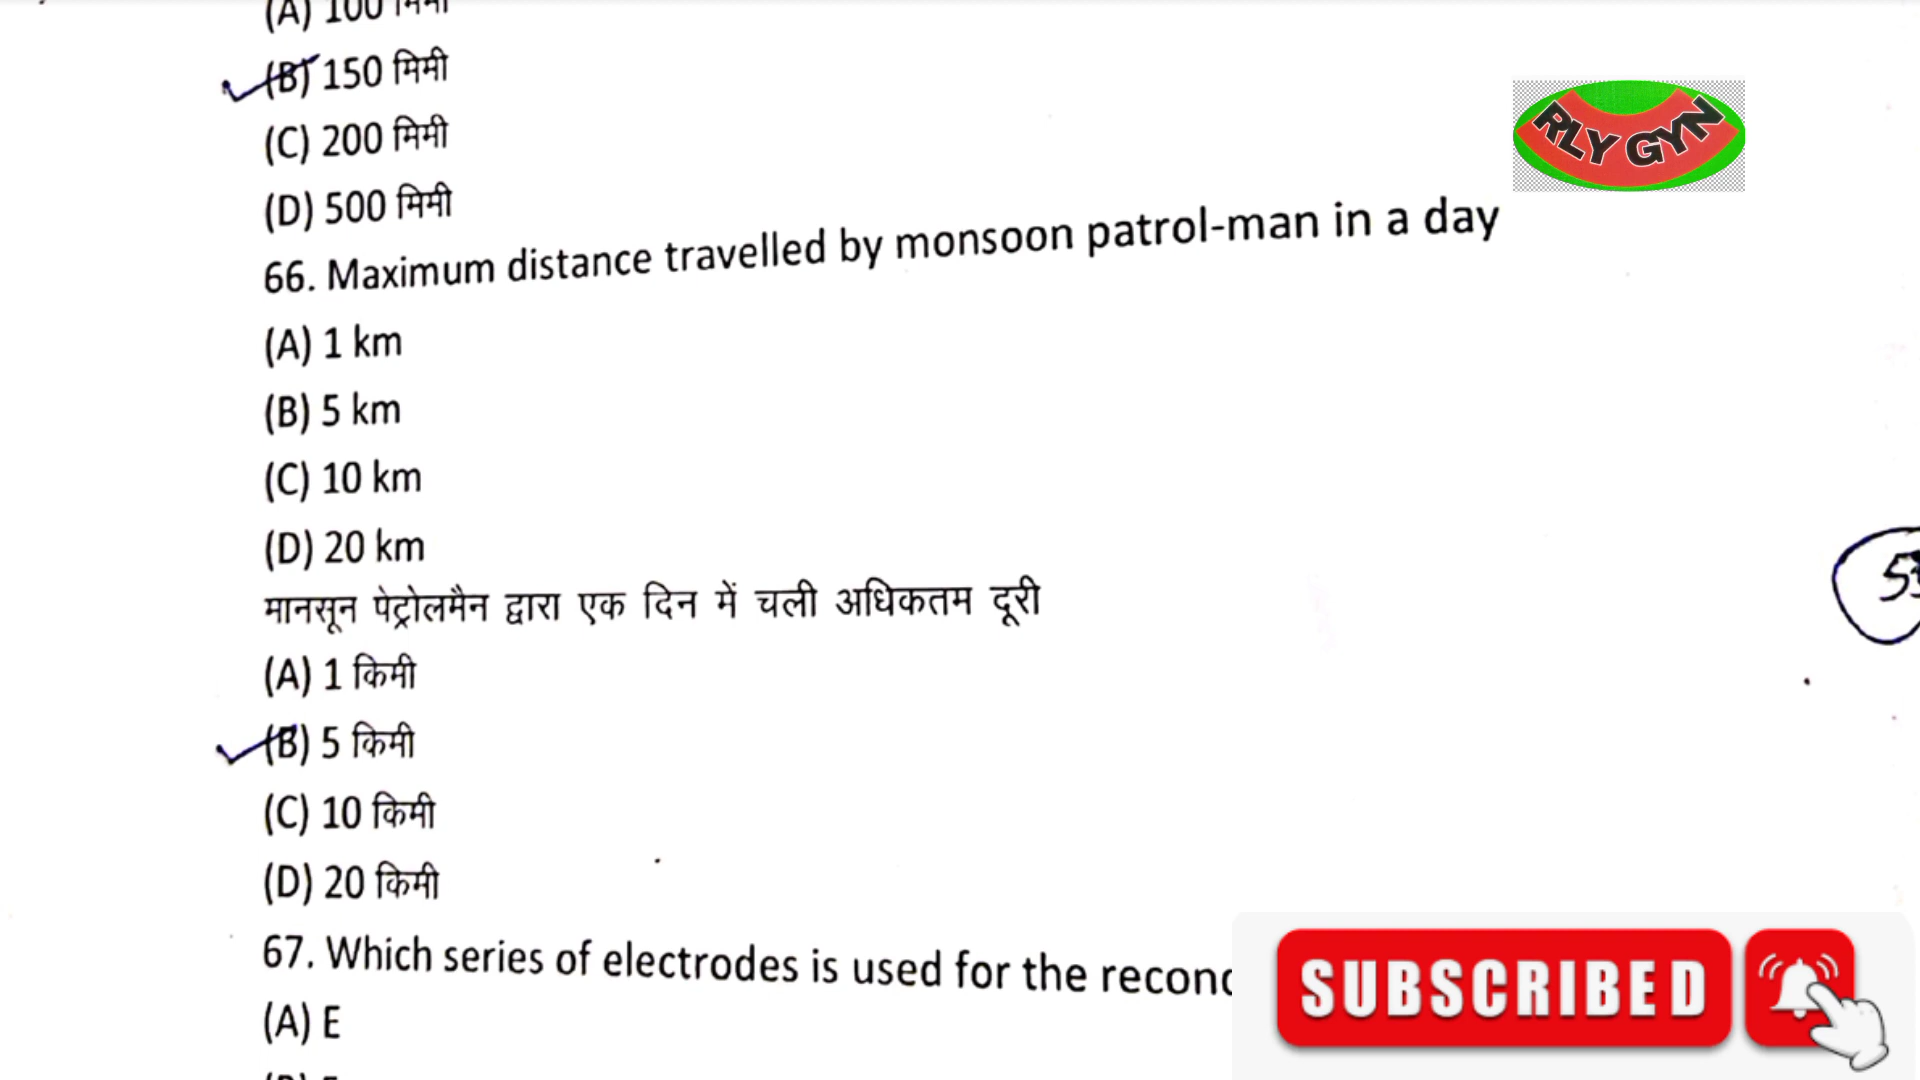 (A) 100 मिमी
(B) 150 मिमी
(C) 200 मिमी
(D) 500 मिमी
RLY GYN
66. Maximum distance travelled by monsoon patrol-man in a day
(A) 1 km
(B) 5 km
(C) 10 km
(D) 20 km
मानसून पेट्रोलमैन द्वारा एक दिन में चली अधिकतम दूरी
(A) 1 किमी
(B) 5 किमी
(C) 10 किमी
(D) 20 किमी
67. Which series of electrodes is used for the
(A) E
SUBSCRIBED